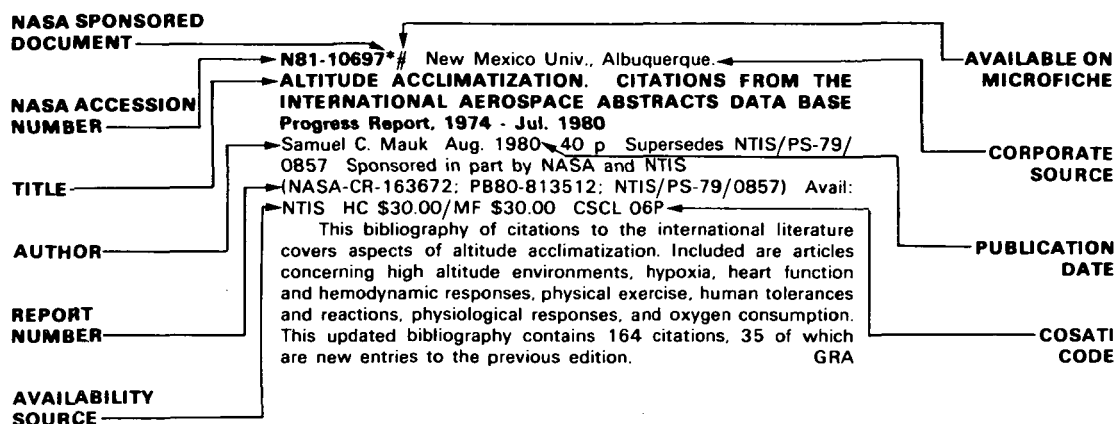 NASA SPONSORED
DOCUMENT
NASA ACCESSION
NUMBER
TITLE
AUTHOR
REPORT
NUMBER
AVAILABILITY
SOURCE
N81-10697*# New Mexico Univ., Albuquerque.
ALTITUDE ACCLIMATIZATION. CITATIONS FROM THE
INTERNATIONAL AEROSPACE ABSTRACTS DATA BASE
Progress Report, 1974 - Jul. 1980
Samuel C. Mauk Aug. 1980 40 p Supersedes NTIS/PS-79/
0857 Sponsored in part by NASA and NTIS
(NASA-CR-163672; PB80-813512; NTIS/PS-79/0857) Avail:
NTIS HC $30.00/MF $30.00 CSCL 06P
This bibliography of citations to the international literature
covers aspects of altitude acclimatization. Included are articles
concerning high altitude environments, hypoxia, heart function
and hemodynamic responses, physical exercise, human tolerances
and reactions, physiological responses, and oxygen consumption.
This updated bibliography contains 164 citations, 35 of which
are new entries to the previous edition. GRA
AVAILABLE ON
MICROFICHE
CORPORATE
SOURCE
PUBLICATION
DATE
COSATI
CODE